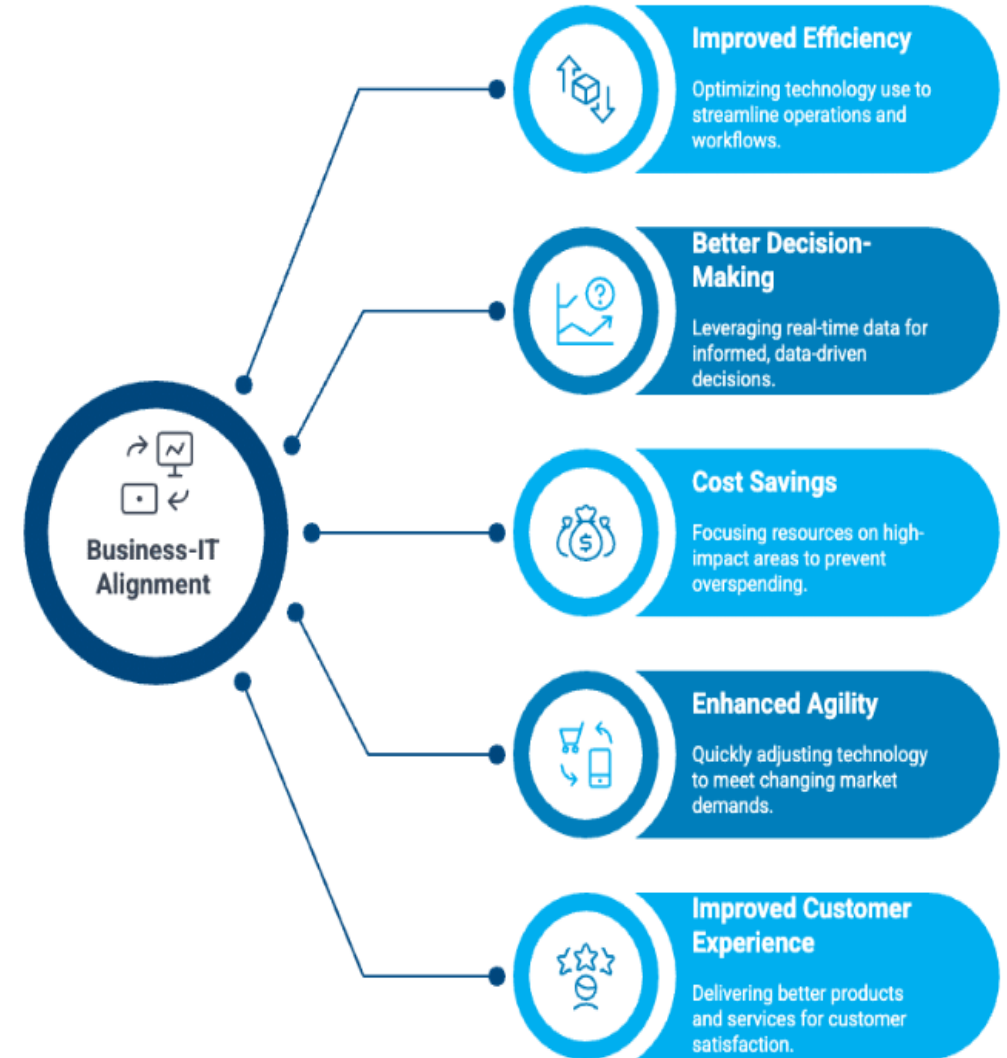 Improved Efficiency
Optimizing technology use to
streamline operations and
workflows.
Better Decision-
Making
Leveraging real-time data for
informed, data-driven
decisions.
Business-IT
Alignment
Cost Savings
Focusing resources on high-
impact areas to prevent
overspending.
Enhanced Agility
Quickly adjusting technology
to meet changing market
demands.
Improved Customer
Experience
Delivering better products
and services for customer
satisfaction.